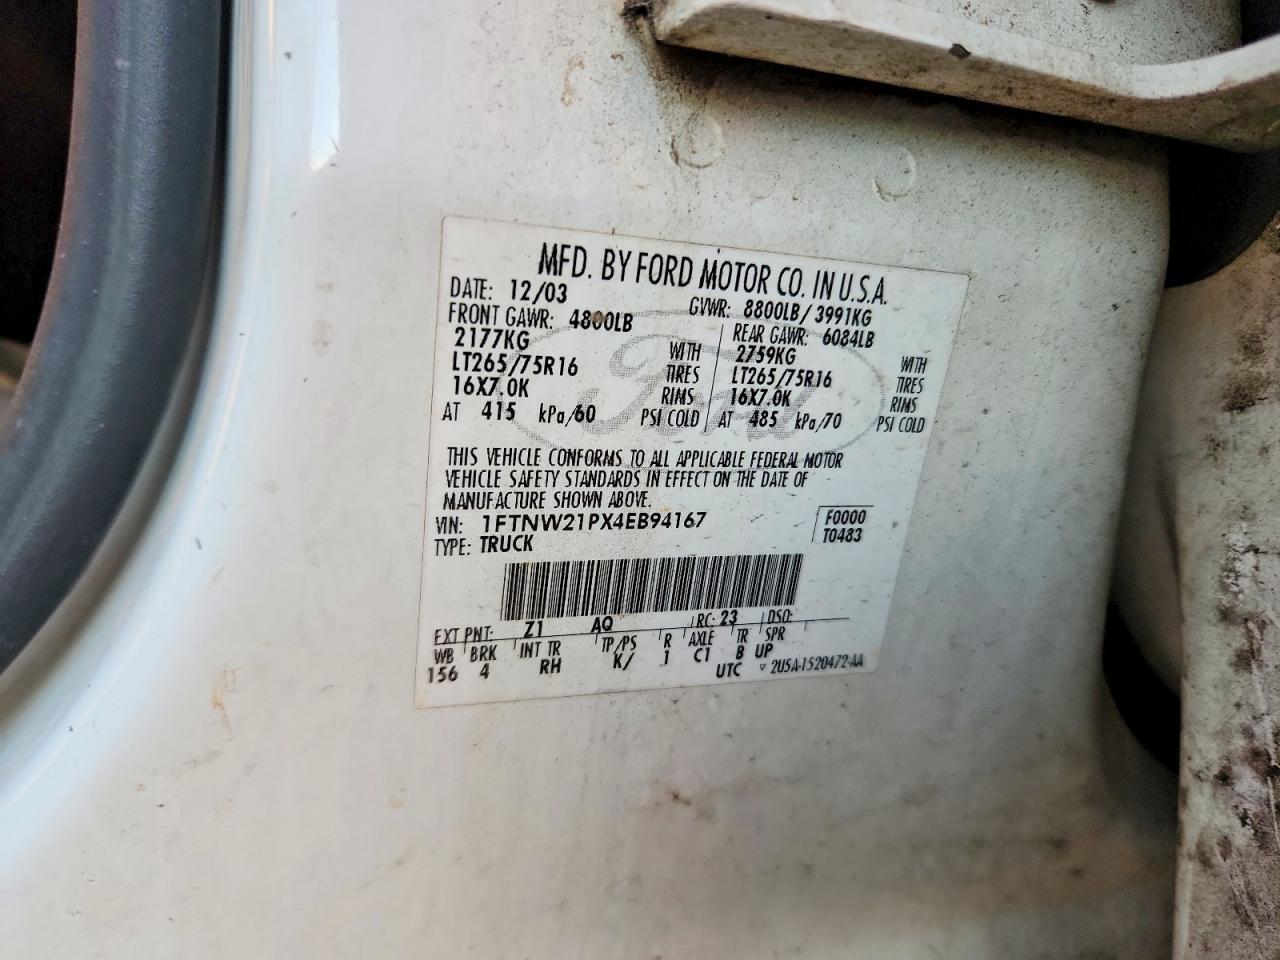 MFD. BY FORD MOTOR CO. IN U.S.A.
DATE: 12/03 GVWR: 8800LB/ 3991KG
FRONT GAWR: 4800LB REAR GAWR: 6084LB
2177KG WITH 2759KG WITH
LT265/75R16 TIRES LT265/75R16 TIRES
16X7.0K RIMS 16X7.0K RIMS
AT 415 kPa/60 PSI COLD AT 485 kPa/70 PSI COLD
Ford
THIS VEHICLE CONFORMS TO ALL APPLICABLE FEDERAL MOTOR
VEHICLE SAFETY STANDARDS IN EFFECT ON THE DATE OF
MANUFACTURE SHOWN ABOVE.
VIN: 1FTNW21PX4EB94167 F0000
TYPE: TRUCK T0483
EXT PNT: Z1 AQ RC: 23 DSO:
WB BRK INT TR TP/PS R AXLE TR SPR
156 4 RH K/ 1 C1 B UP
UTC ▽ 2U5A-1520472-AA